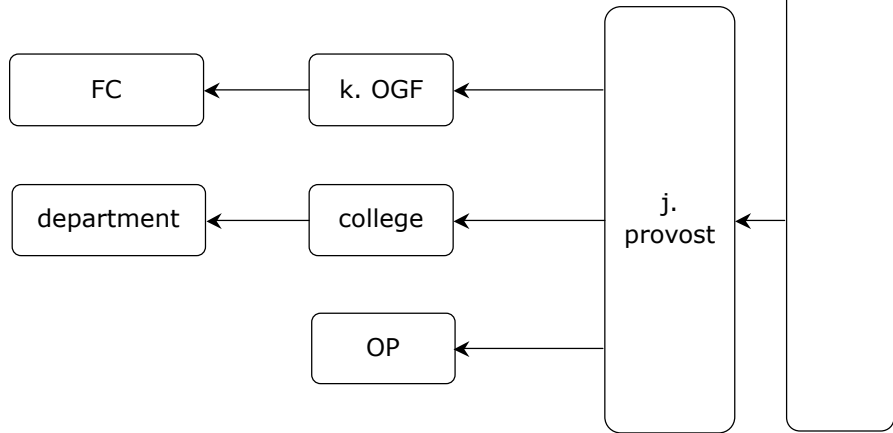 FC
k. OGF
department
college
j.
provost
OP